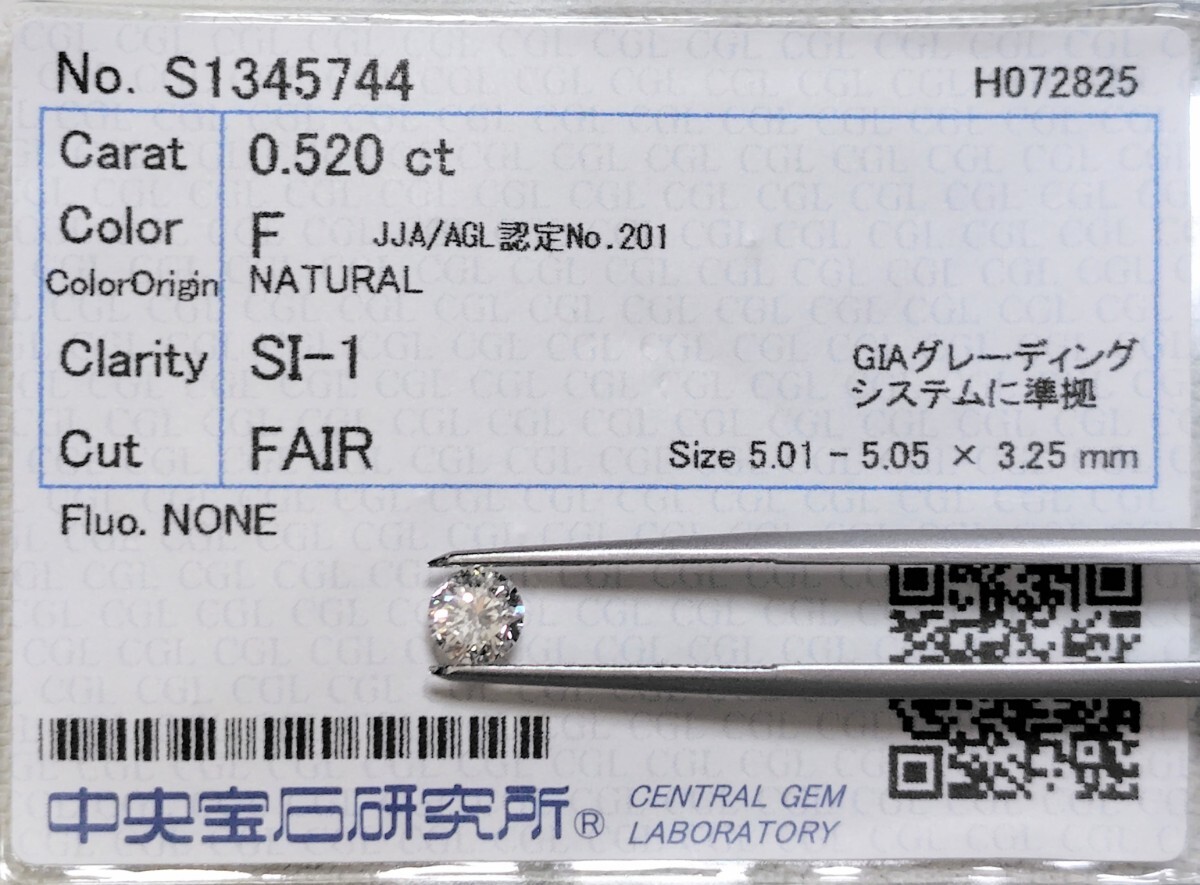 No. S1345744 H072825
Carat 0.520 ct
Color F JJA/AGL認定No.201
ColorOrigin NATURAL
Clarity SI-1 GIAグレーディング
システムに準拠
Cut FAIR Size 5.01 - 5.05 × 3.25 mm
Fluo. NONE
中央宝石研究所® CENTRAL GEM
LABORATORY